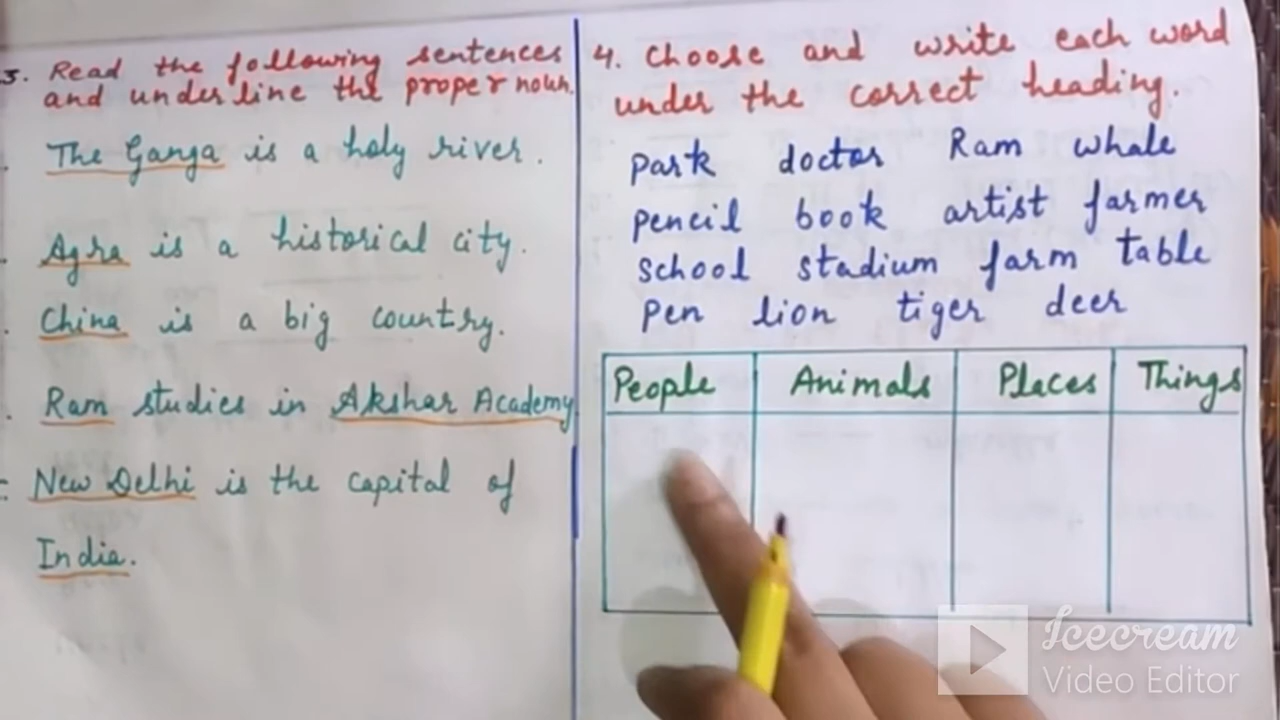 3. Read the following sentences
and underline the proper noun.
The Ganga is a holy river.
Agra is a historical city.
China is a big country.
Ram studies in Akshar Academy
New Delhi is the capital of
India.
4. Choose and write each word
under the correct heading.
park doctor Ram whale
pencil book artist farmer
school stadium farm table
pen lion tiger deer
People Animals Places Things
Icecream
Video Editor